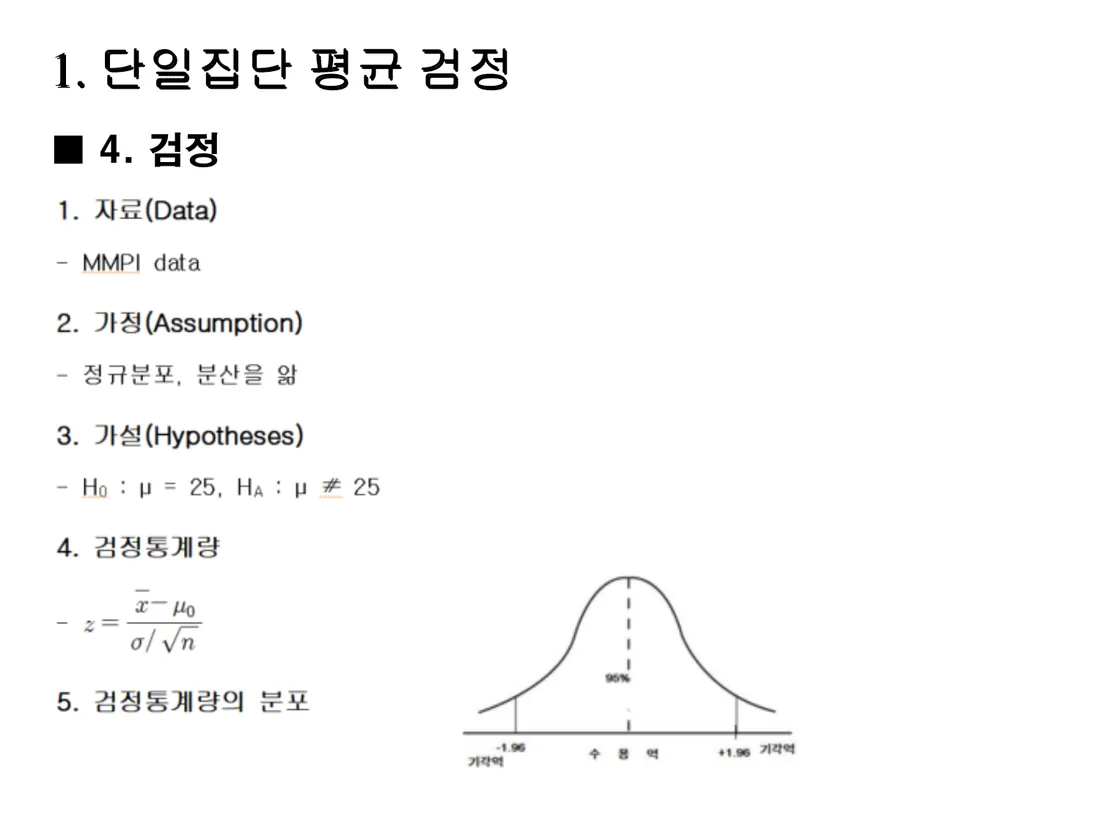 1. 단일집단 평균 검정
■ 4. 검정
1. 자료(Data)
- MMPI data
2. 가정(Assumption)
- 정규분포, 분산을 앎
3. 가설(Hypotheses)
- H₀ : μ = 25, Hᴀ : μ ≠ 25
4. 검정통계량
- z = (x̄ - μ₀) / (σ/√n)
5. 검정통계량의 분포
95%
-1.96
기각역
수 용 역
+1.96 기각역